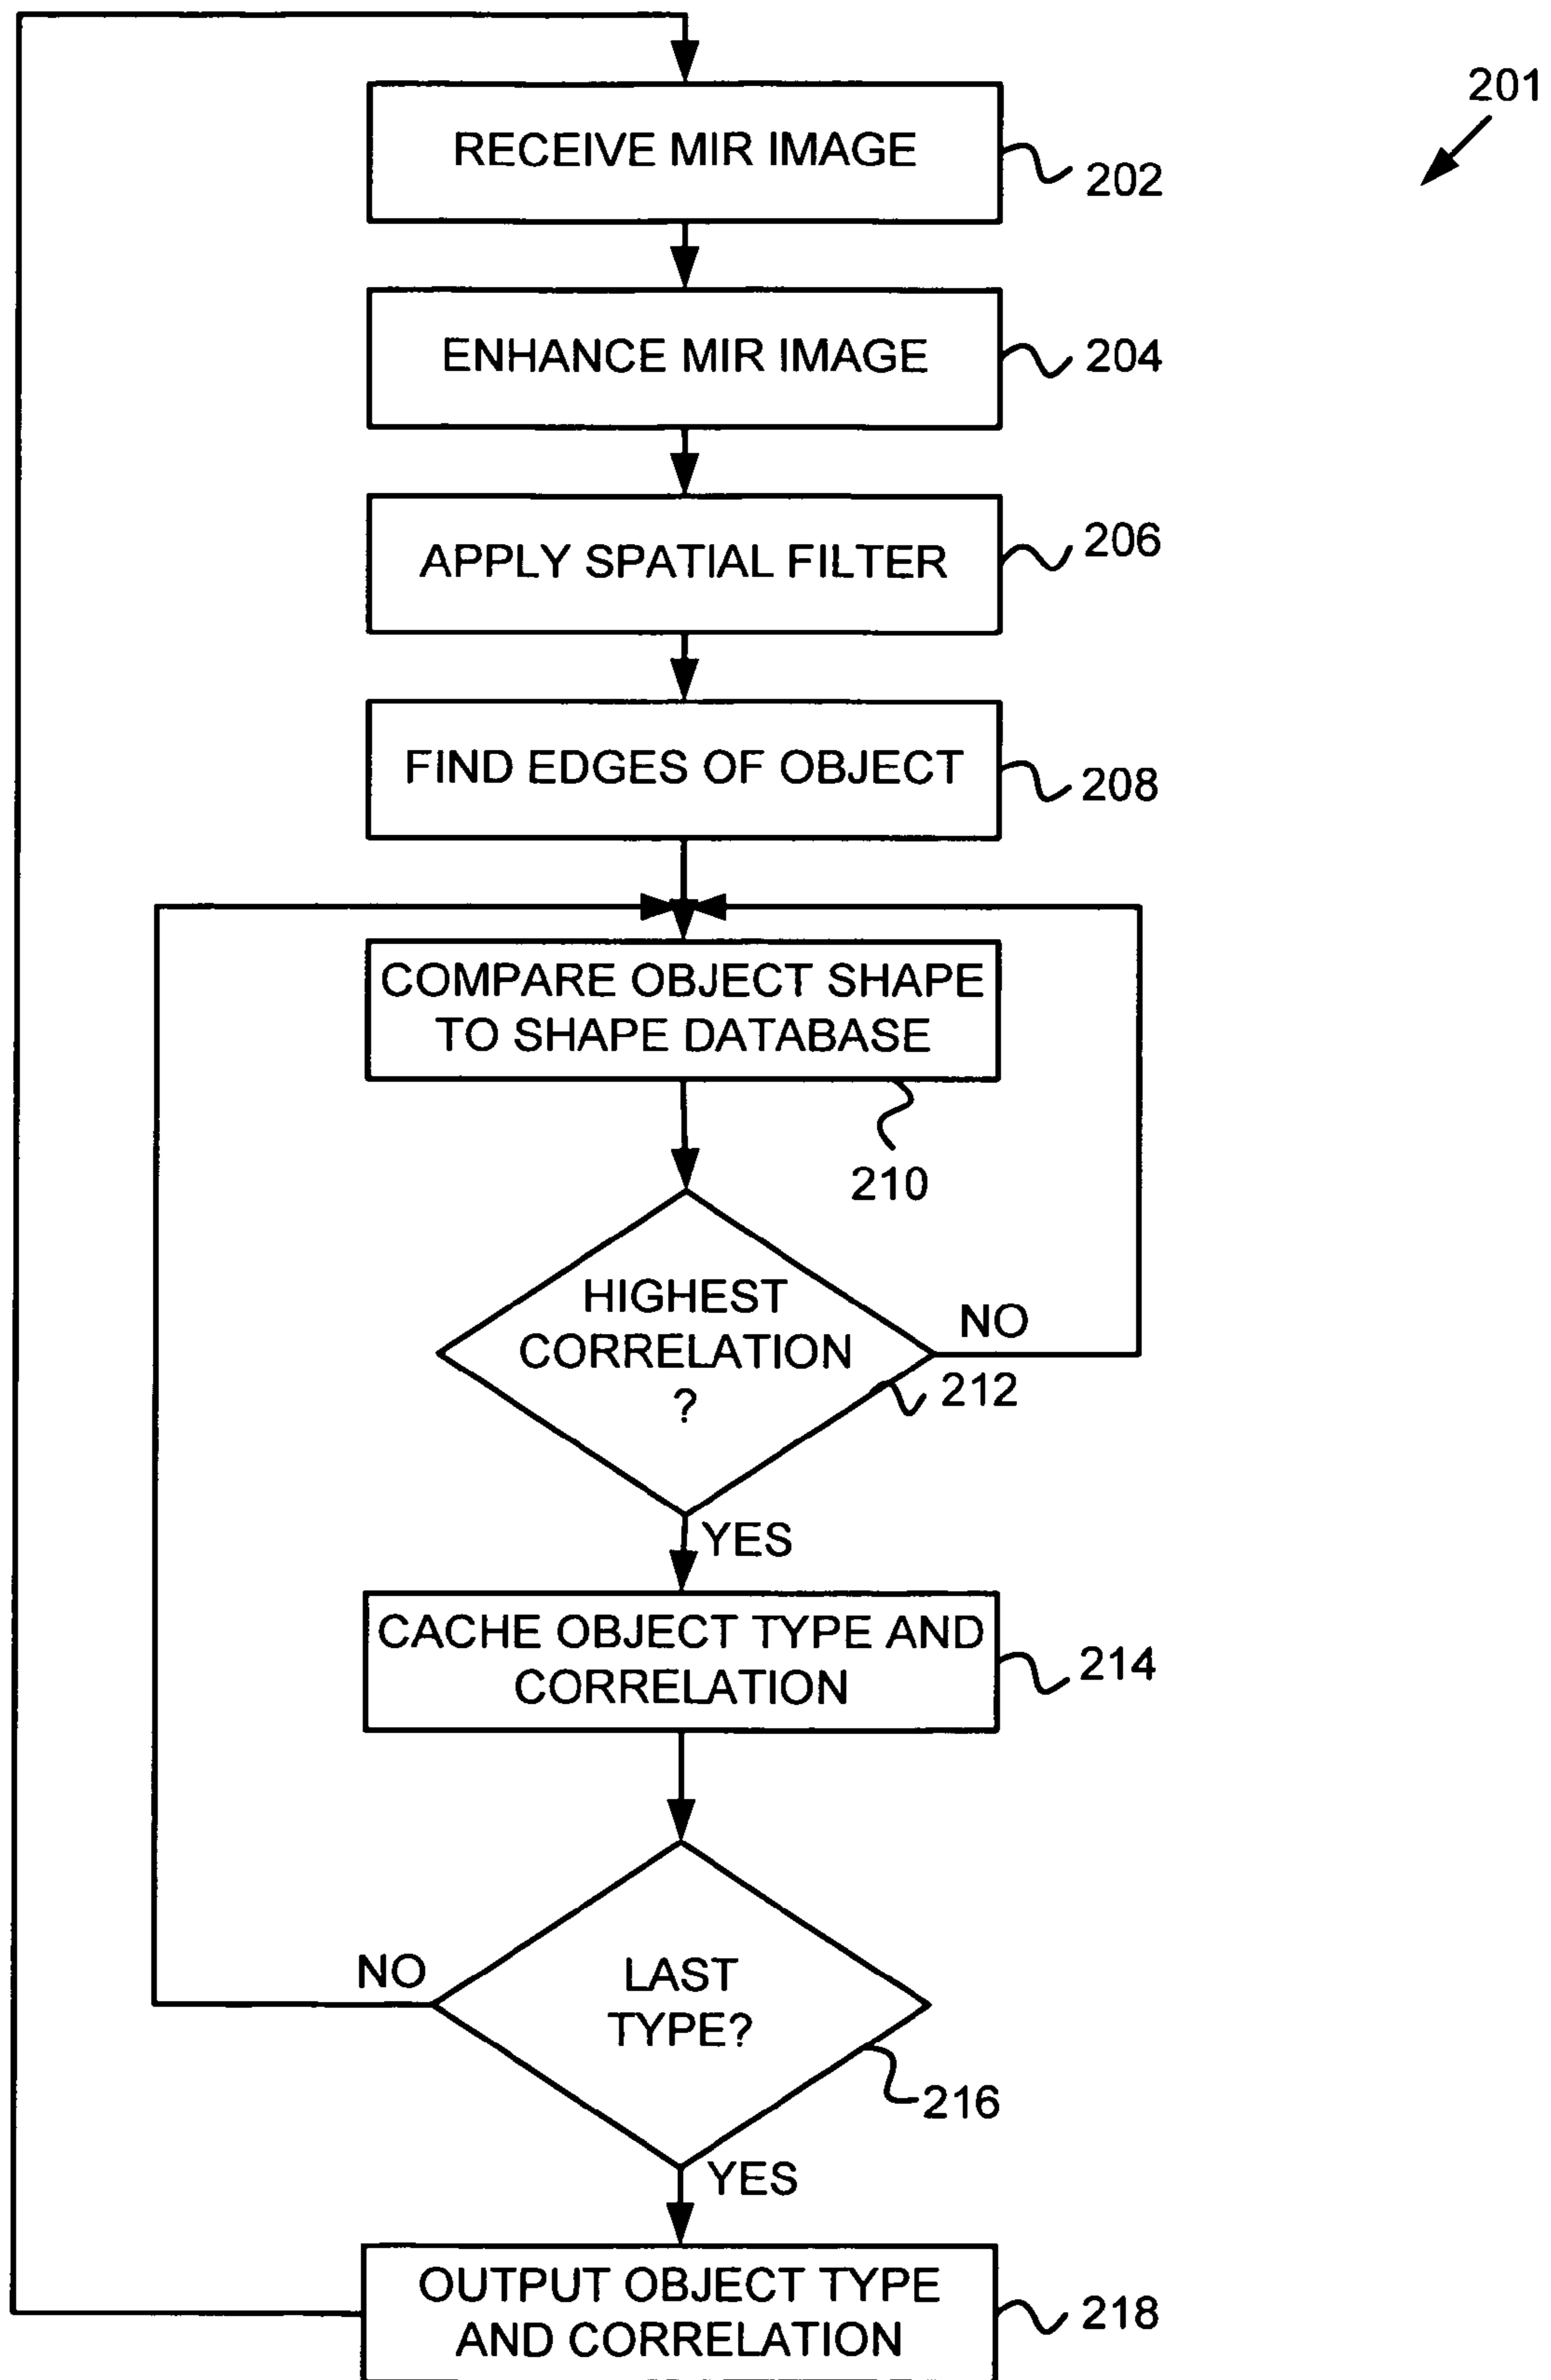 201
RECEIVE MIR IMAGE
202
ENHANCE MIR IMAGE
204
APPLY SPATIAL FILTER
206
FIND EDGES OF OBJECT
208
COMPARE OBJECT SHAPE
TO SHAPE DATABASE
210
HIGHEST
CORRELATION
?
NO
212
YES
CACHE OBJECT TYPE AND
CORRELATION
214
LAST
TYPE?
NO
216
YES
OUTPUT OBJECT TYPE
AND CORRELATION
218